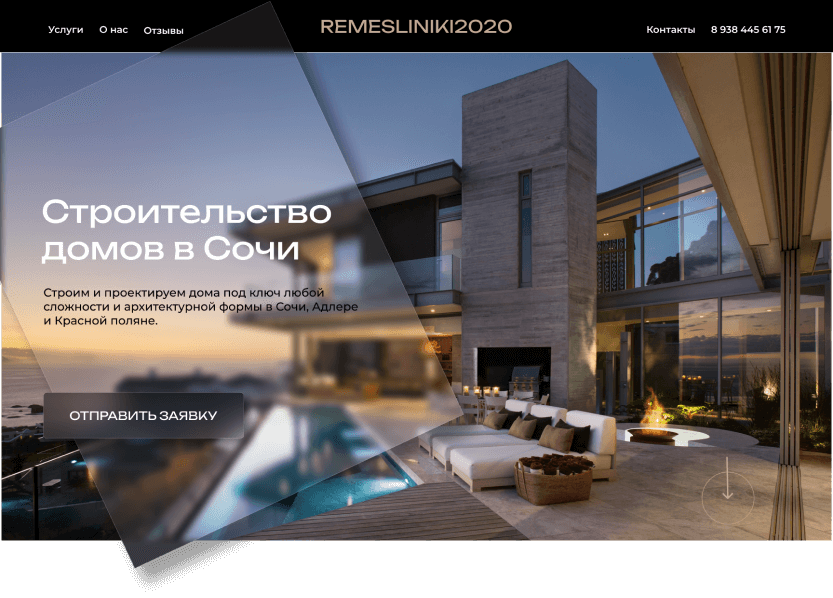 Услуги О нас Отзывы REMESLINIKI2020 Контакты 8 938 445 61 75
Строительство
домов в Сочи
Строим и проектируем дома под ключ любой
сложности и архитектурной формы в Сочи, Адлере
и Красной поляне.
ОТПРАВИТЬ ЗАЯВКУ